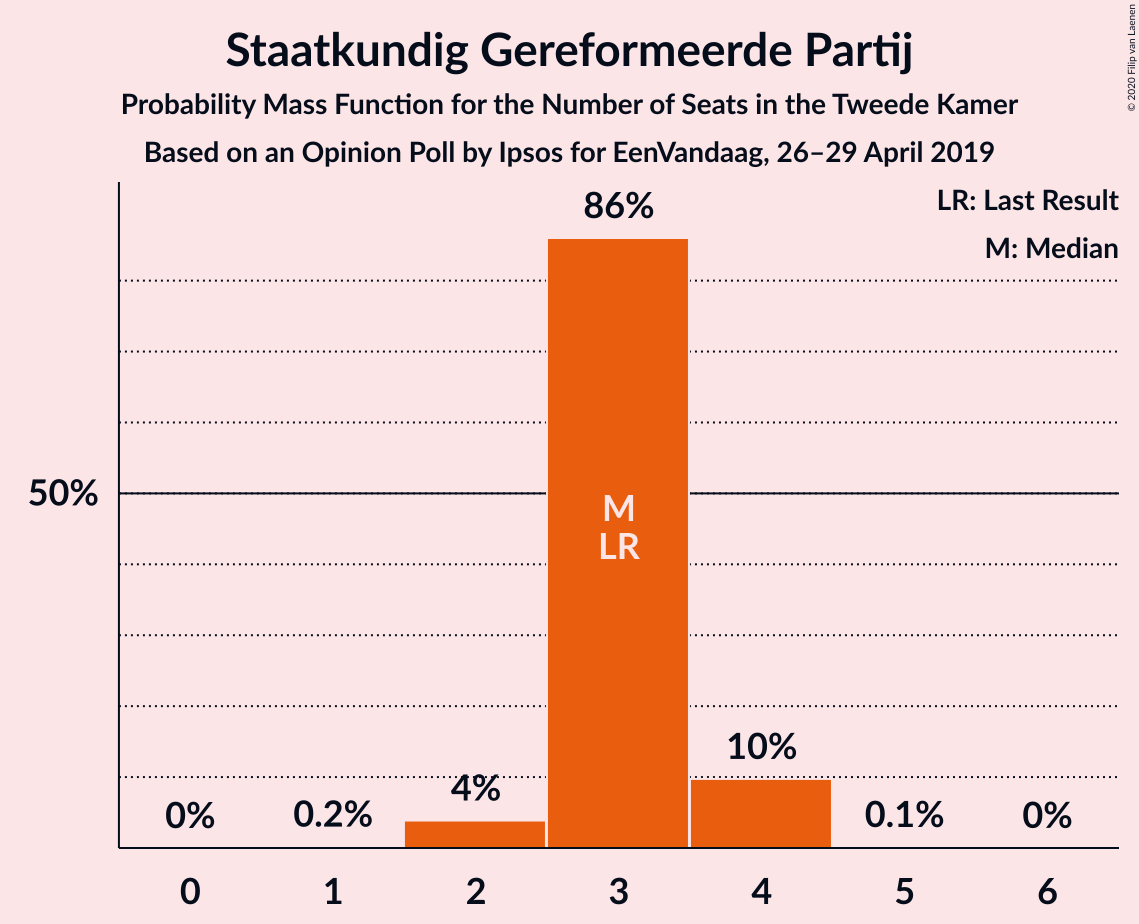 Staatkundig Gereformeerde Partij
Probability Mass Function for the Number of Seats in the Tweede Kamer
Based on an Opinion Poll by Ipsos for EenVandaag, 26–29 April 2019
© 2020 Filip van Laenen
LR: Last Result
M: Median
86%
50%
M
LR
10%
4%
0%
0.2%
0.1%
0%
0
1
2
3
4
5
6